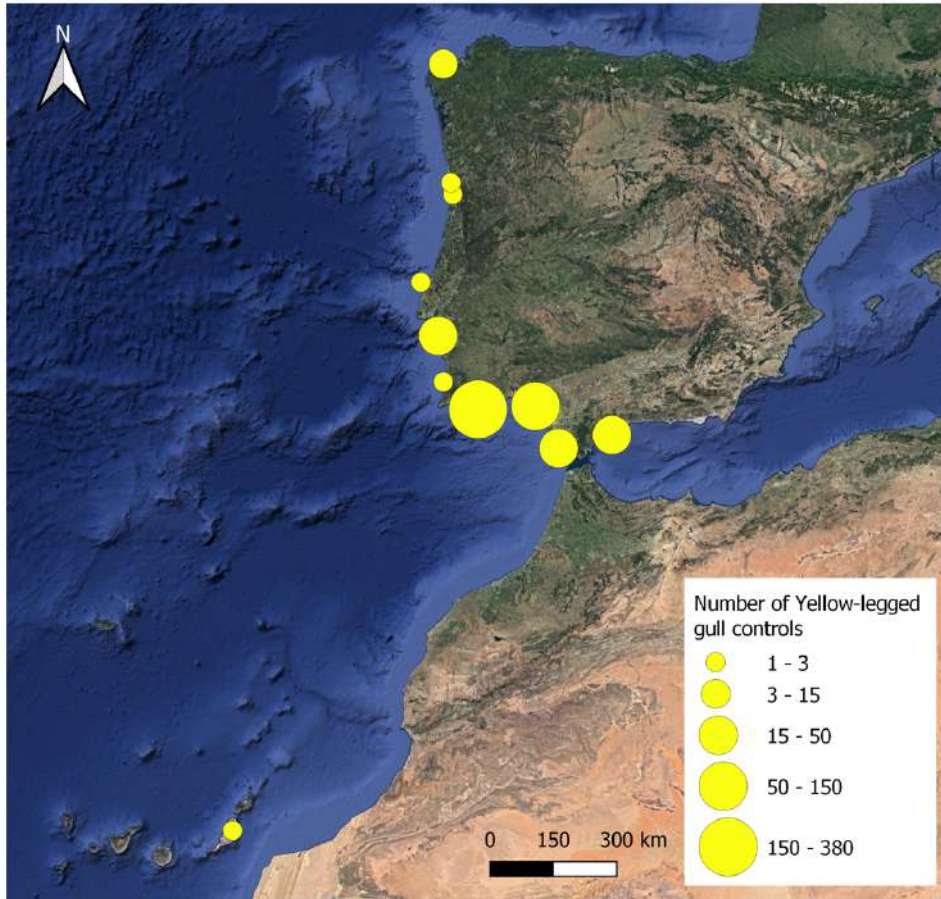 N
Number of Yellow-legged
gull controls
1 - 3
3 - 15
15 - 50
50 - 150
150 - 380
0 150 300 km